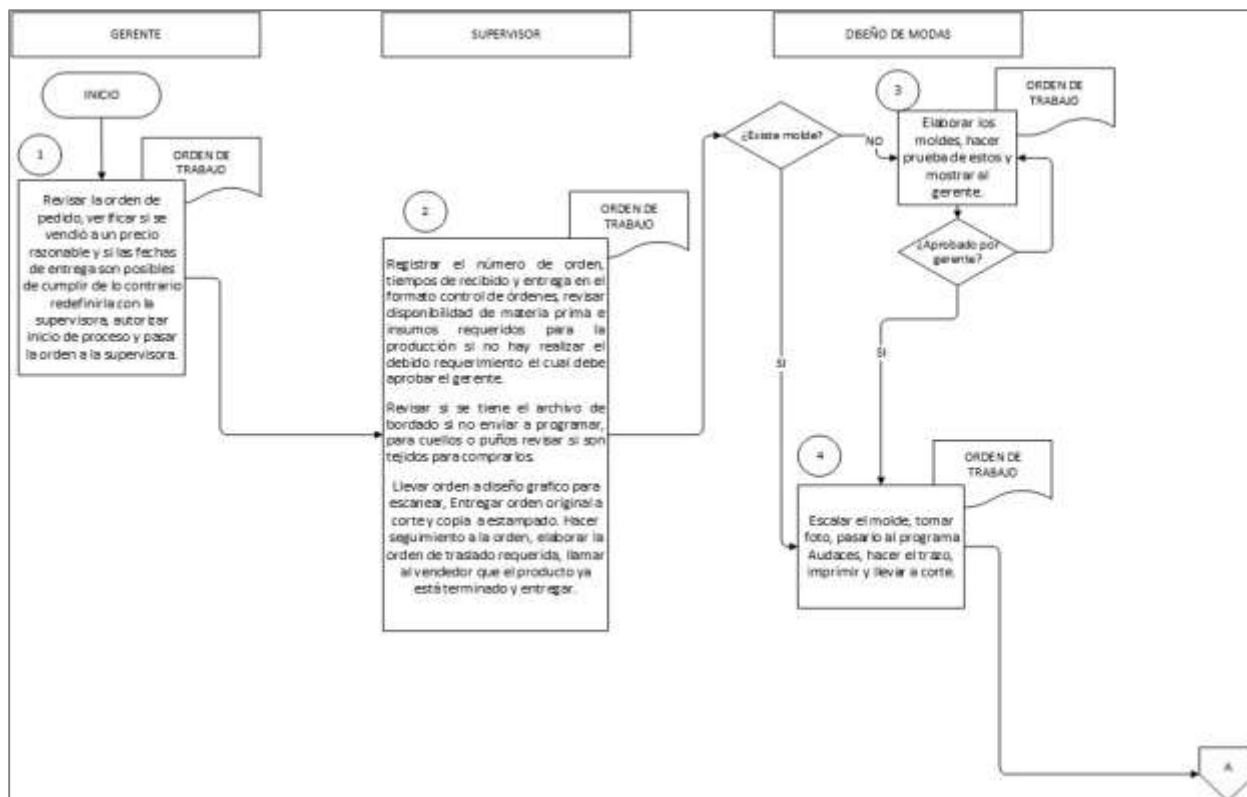 GERENTE
SUPERVISOR
DISEÑO DE MODAS
INICIO
1
ORDEN DE
TRABAJO
Revisar la orden de
pedido, verificar si se
vendió a un precio
razonable y si las fechas
de entrega son posibles
de cumplir de lo contrario
redefinirla con la
supervisora, autorizar
inicio de proceso y pasar
la orden a la supervisora.
2
ORDEN DE
TRABAJO
Registrar el número de orden,
tiempos de recibido y entrega en el
formato control de órdenes, revisar
disponibilidad de materia prima e
insumos requeridos para la
producción si no hay realizar el
debido requerimiento el cual debe
aprobar el gerente.
Revisar si se tiene el archivo de
bordado si no enviar a programar,
para cuellos o puños revisar si son
tejidos para comprarlos.
Llevar orden a diseño grafico para
escanear, Entregar orden original a
corte y copia a estampado. Hacer
seguimiento a la orden, elaborar la
orden de traslado requerida, llamar
al vendedor que el producto ya
está terminado y entregar.
¿Existe molde?
NO
SI
3
ORDEN DE
TRABAJO
Elaborar los
moldes, hacer
prueba de estos y
mostrar al
gerente.
¿Aprobado por
gerente?
SI
4
ORDEN DE
TRABAJO
Escalar el molde, tomar
foto, pasarlo al programa
Audaces, hacer el trazo,
imprimir y llevar a corte.
A